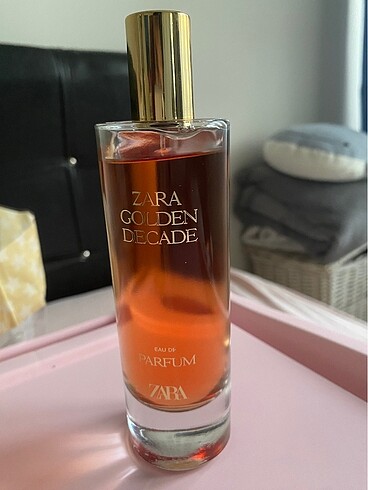 ZARA
GOLDEN
DECADE
EAU DE
PARFUM
ZARA